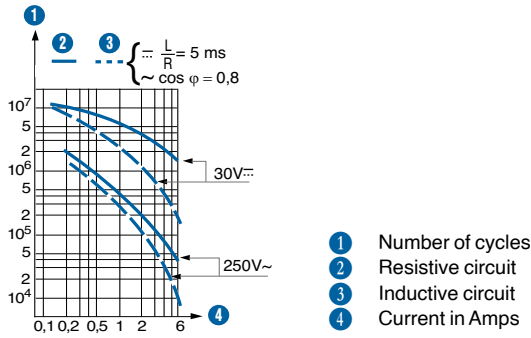 1
2 3 ⎓ L/R = 5 ms
~ cos φ = 0,8
10⁷
5
2
10⁶
5
2
10⁵
5
2
10⁴
30V⎓
250V~
0,1 0,2 0,5 1 2 6 4
1 Number of cycles
2 Resistive circuit
3 Inductive circuit
4 Current in Amps